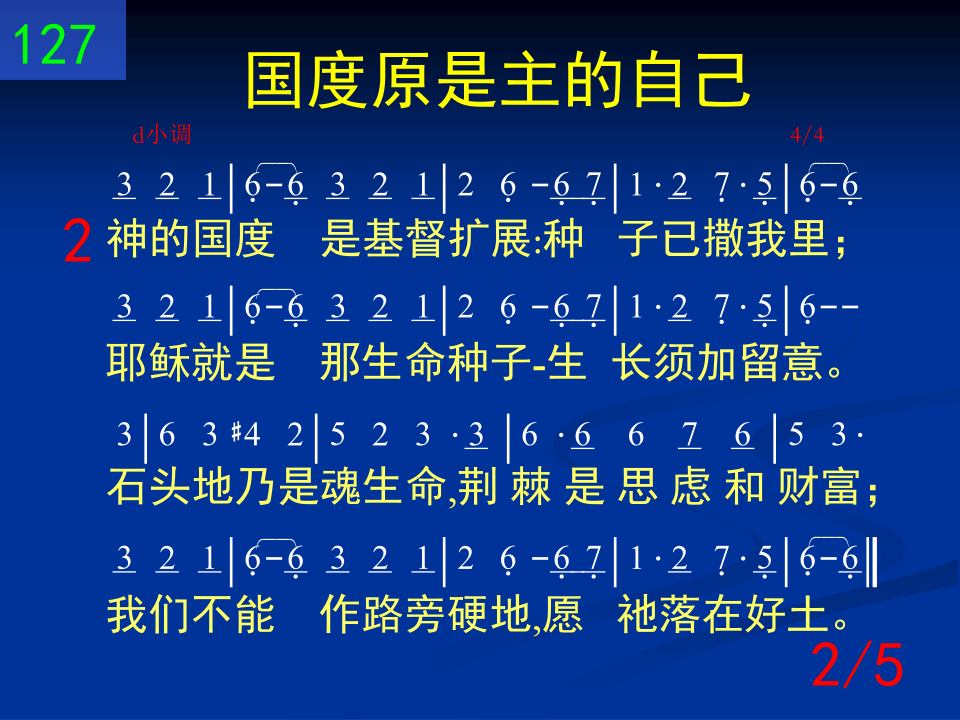 127
国度原是主的自己
d小调 4/4
3 2 1|6-6 3 2 1|2 6 -6 7|1·2 7·5|6-6
2 神的国度 是基督扩展:种 子已撒我里；
3 2 1|6-6 3 2 1|2 6 -6 7|1·2 7·5|6--
耶稣就是 那生命种子-生 长须加留意。
3|6 3 #4 2|5 2 3 ·3 |6 ·6 6 7 6|5 3·
石头地乃是魂生命,荆 棘 是 思 虑 和 财富；
3 2 1|6-6 3 2 1|2 6 -6 7|1·2 7·5|6-6‖
我们不能 作路旁硬地,愿 祂落在好土。
2/5